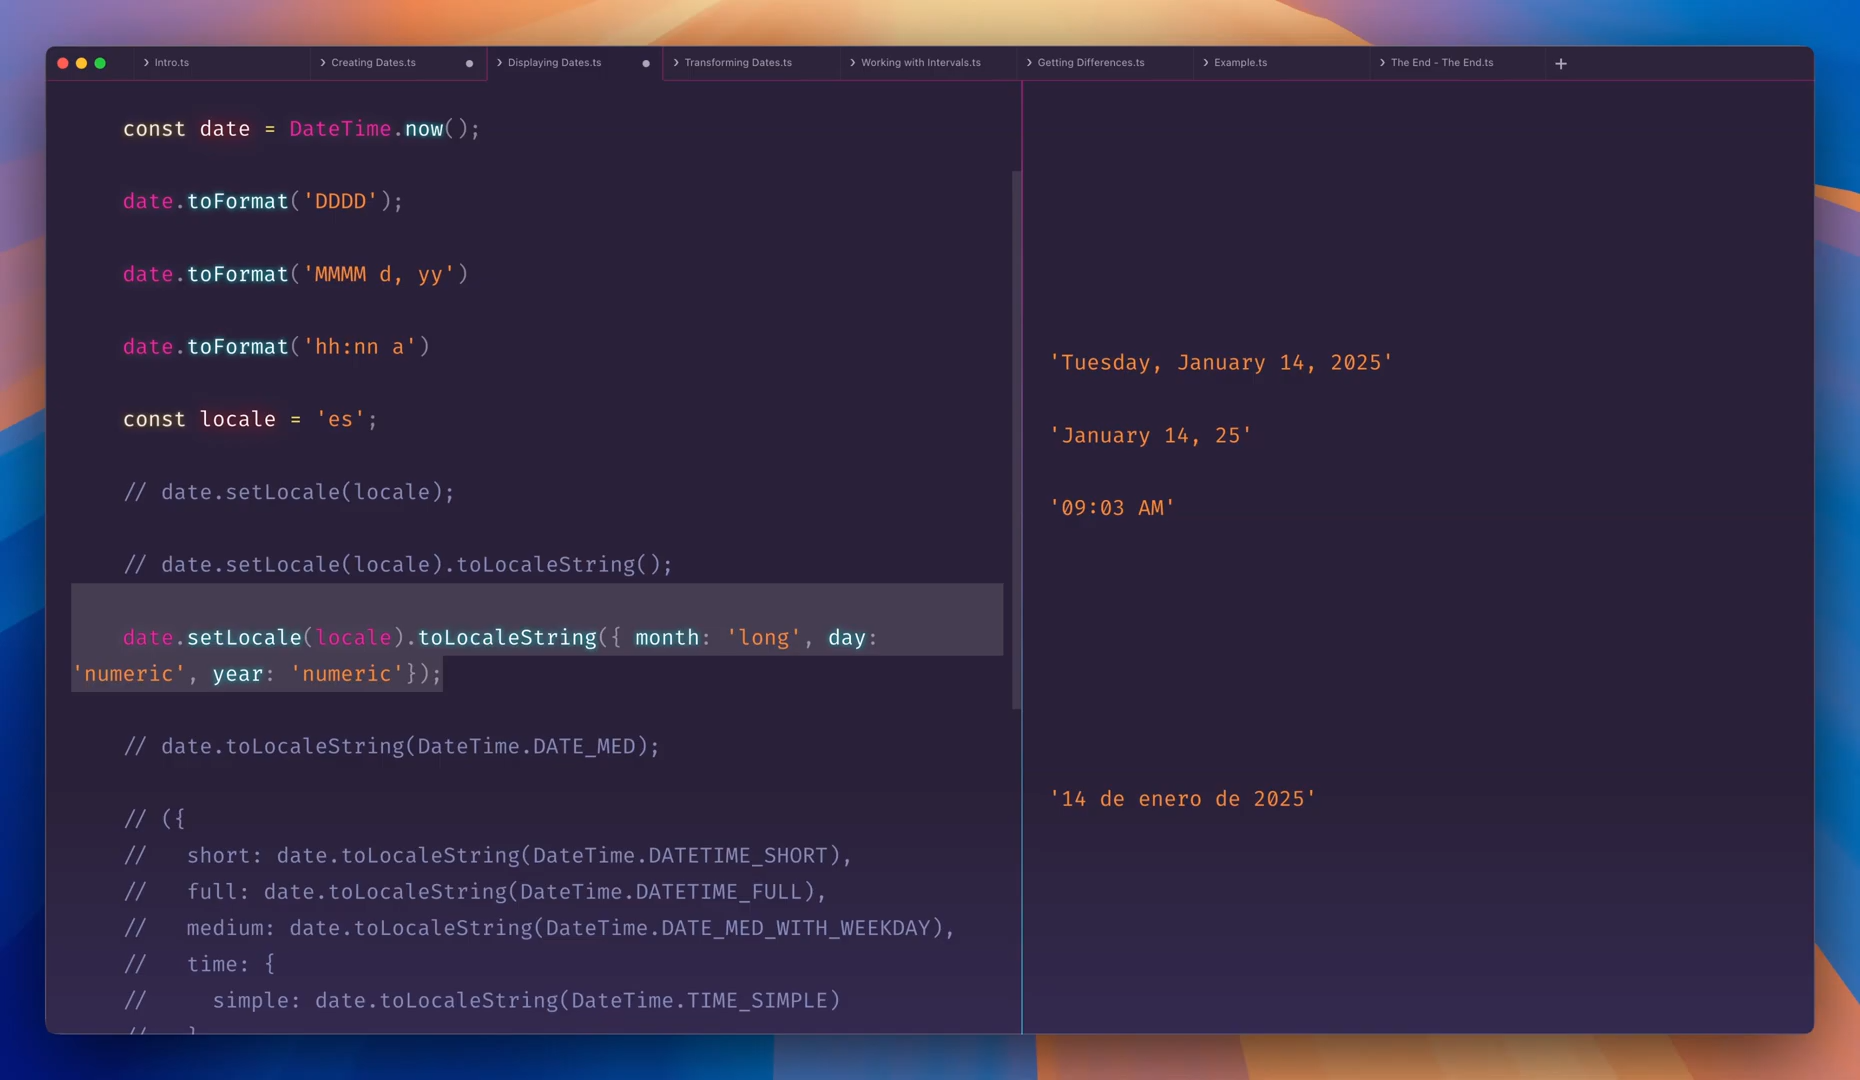 Intro.ts
Creating Dates.ts
Displaying Dates.ts
Transforming Dates.ts
Working with Intervals.ts
Getting Differences.ts
Example.ts
The End - The End.ts
const date = DateTime.now();
date.toFormat('DDDD');
date.toFormat('MMMM d, yy')
date.toFormat('hh:nn a')
const locale = 'es';
// date.setLocale(locale);
// date.setLocale(locale).toLocaleString();
date.setLocale(locale).toLocaleString({ month: 'long', day:
'numeric', year: 'numeric'});
// date.toLocaleString(DateTime.DATE_MED);
// ({
//   short: date.toLocaleString(DateTime.DATETIME_SHORT),
//   full: date.toLocaleString(DateTime.DATETIME_FULL),
//   medium: date.toLocaleString(DateTime.DATE_MED_WITH_WEEKDAY),
//   time: {
//     simple: date.toLocaleString(DateTime.TIME_SIMPLE)
//   }
'Tuesday, January 14, 2025'
'January 14, 25'
'09:03 AM'
'14 de enero de 2025'